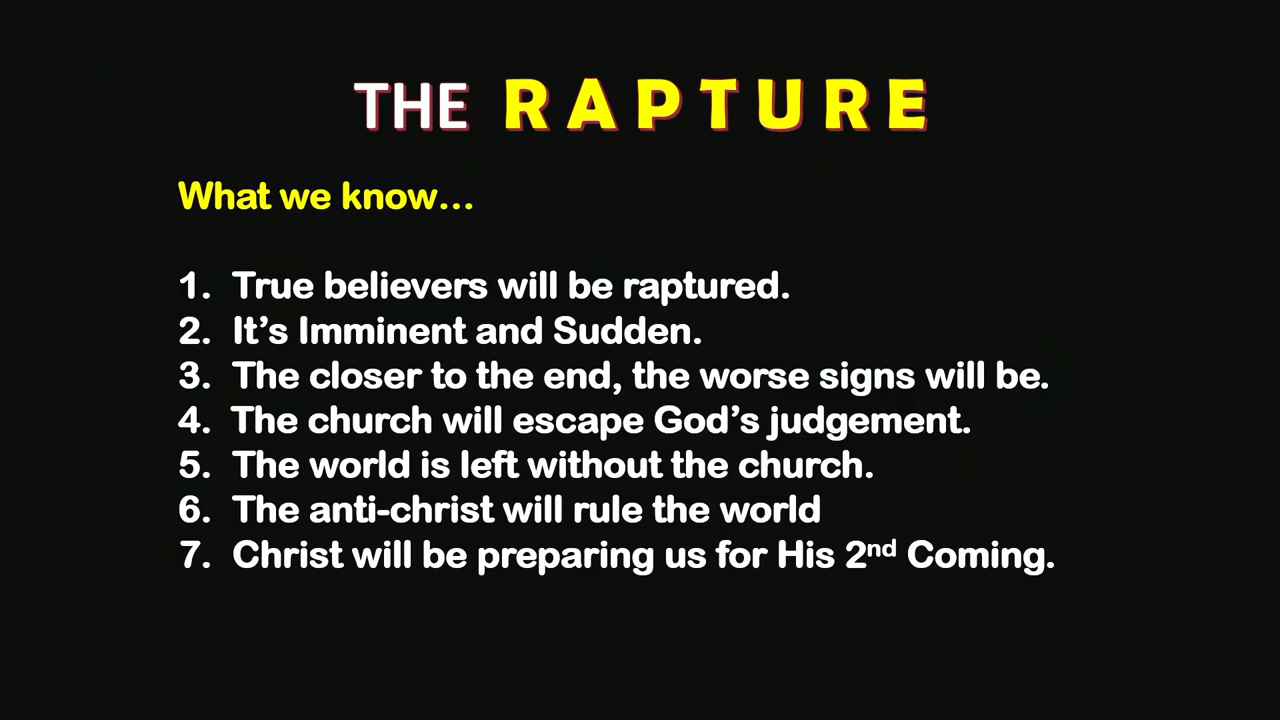 THE RAPTURE
What we know...
1. True believers will be raptured.
2. It's Imminent and Sudden.
3. The closer to the end, the worse signs will be.
4. The church will escape God's judgement.
5. The world is left without the church.
6. The anti-christ will rule the world
7. Christ will be preparing us for His 2nd Coming.